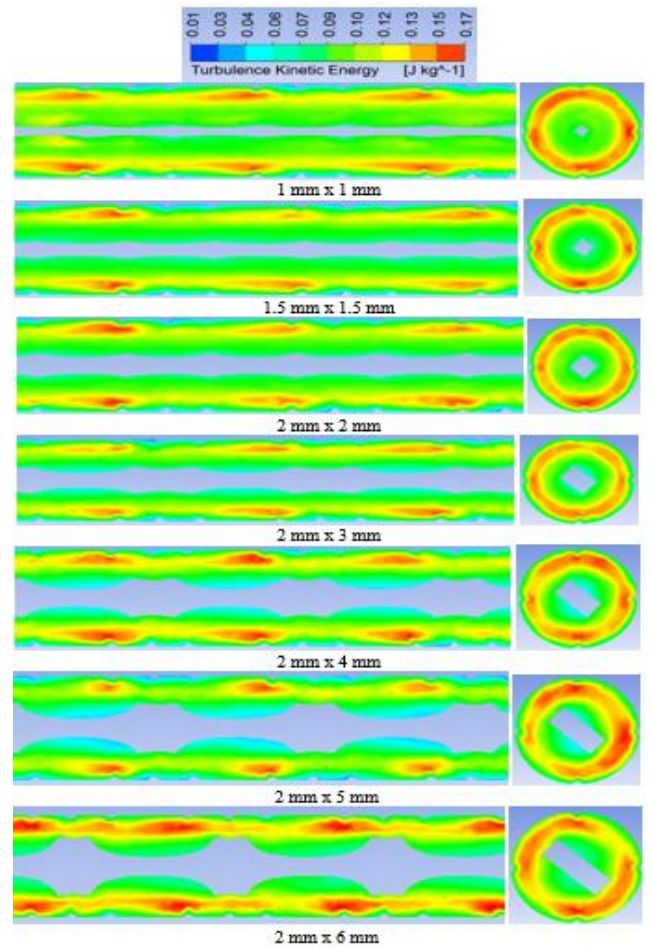 0.01 0.03 0.04 0.06 0.07 0.09 0.10 0.12 0.13 0.15 0.17
Turbulence Kinetic Energy [J kg^-1]
1 mm x 1 mm
1.5 mm x 1.5 mm
2 mm x 2 mm
2 mm x 3 mm
2 mm x 4 mm
2 mm x 5 mm
2 mm x 6 mm